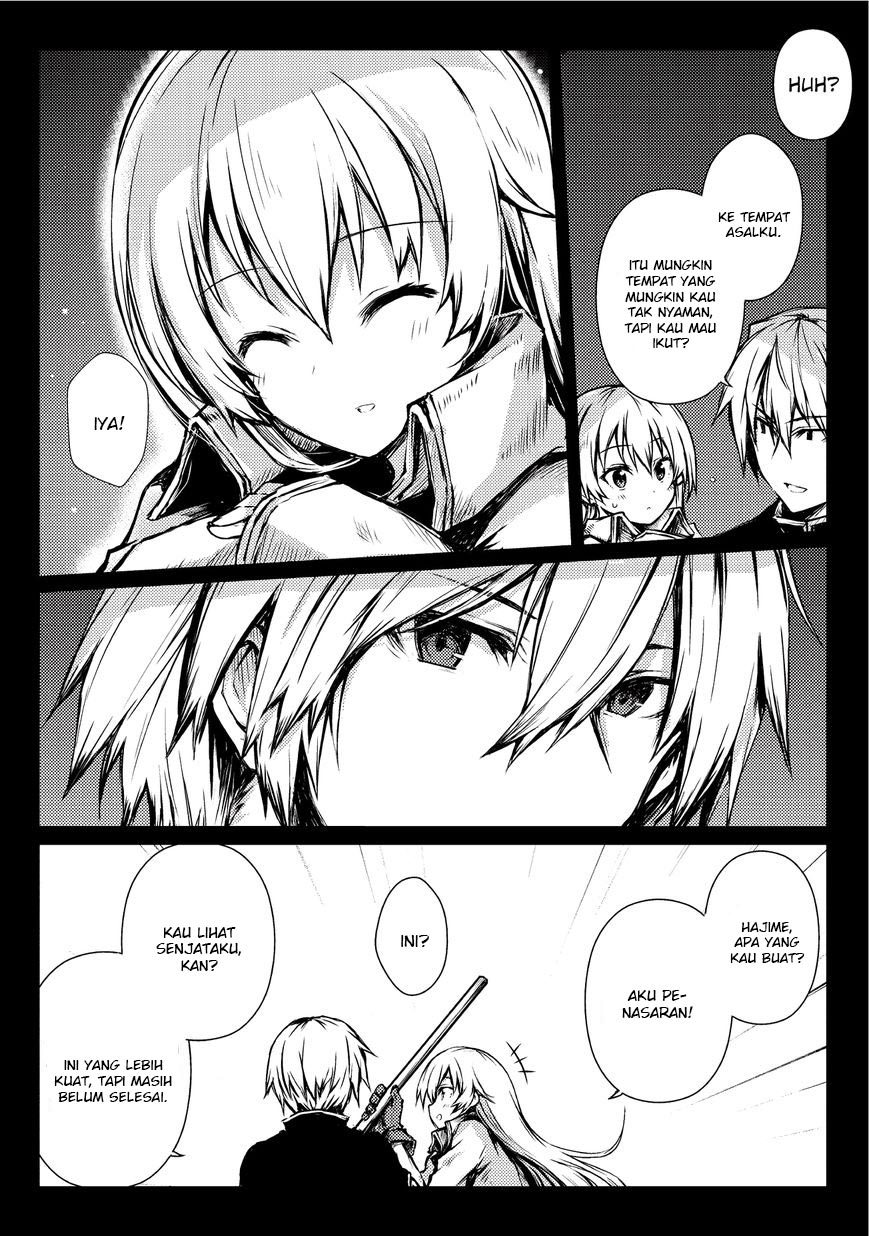 HUH?
KE TEMPAT
ASALKU.
ITU MUNGKIN
TEMPAT YANG
MUNGKIN KAU
TAK NYAMAN,
TAPI KAU MAU
IKUT?
IYA!
HAJIME,
APA YANG
KAU BUAT?
AKU PE-
NASARAN!
INI?
KAU LIHAT
SENJATAKU,
KAN?
INI YANG LEBIH
KUAT, TAPI MASIH
BELUM SELESAI.